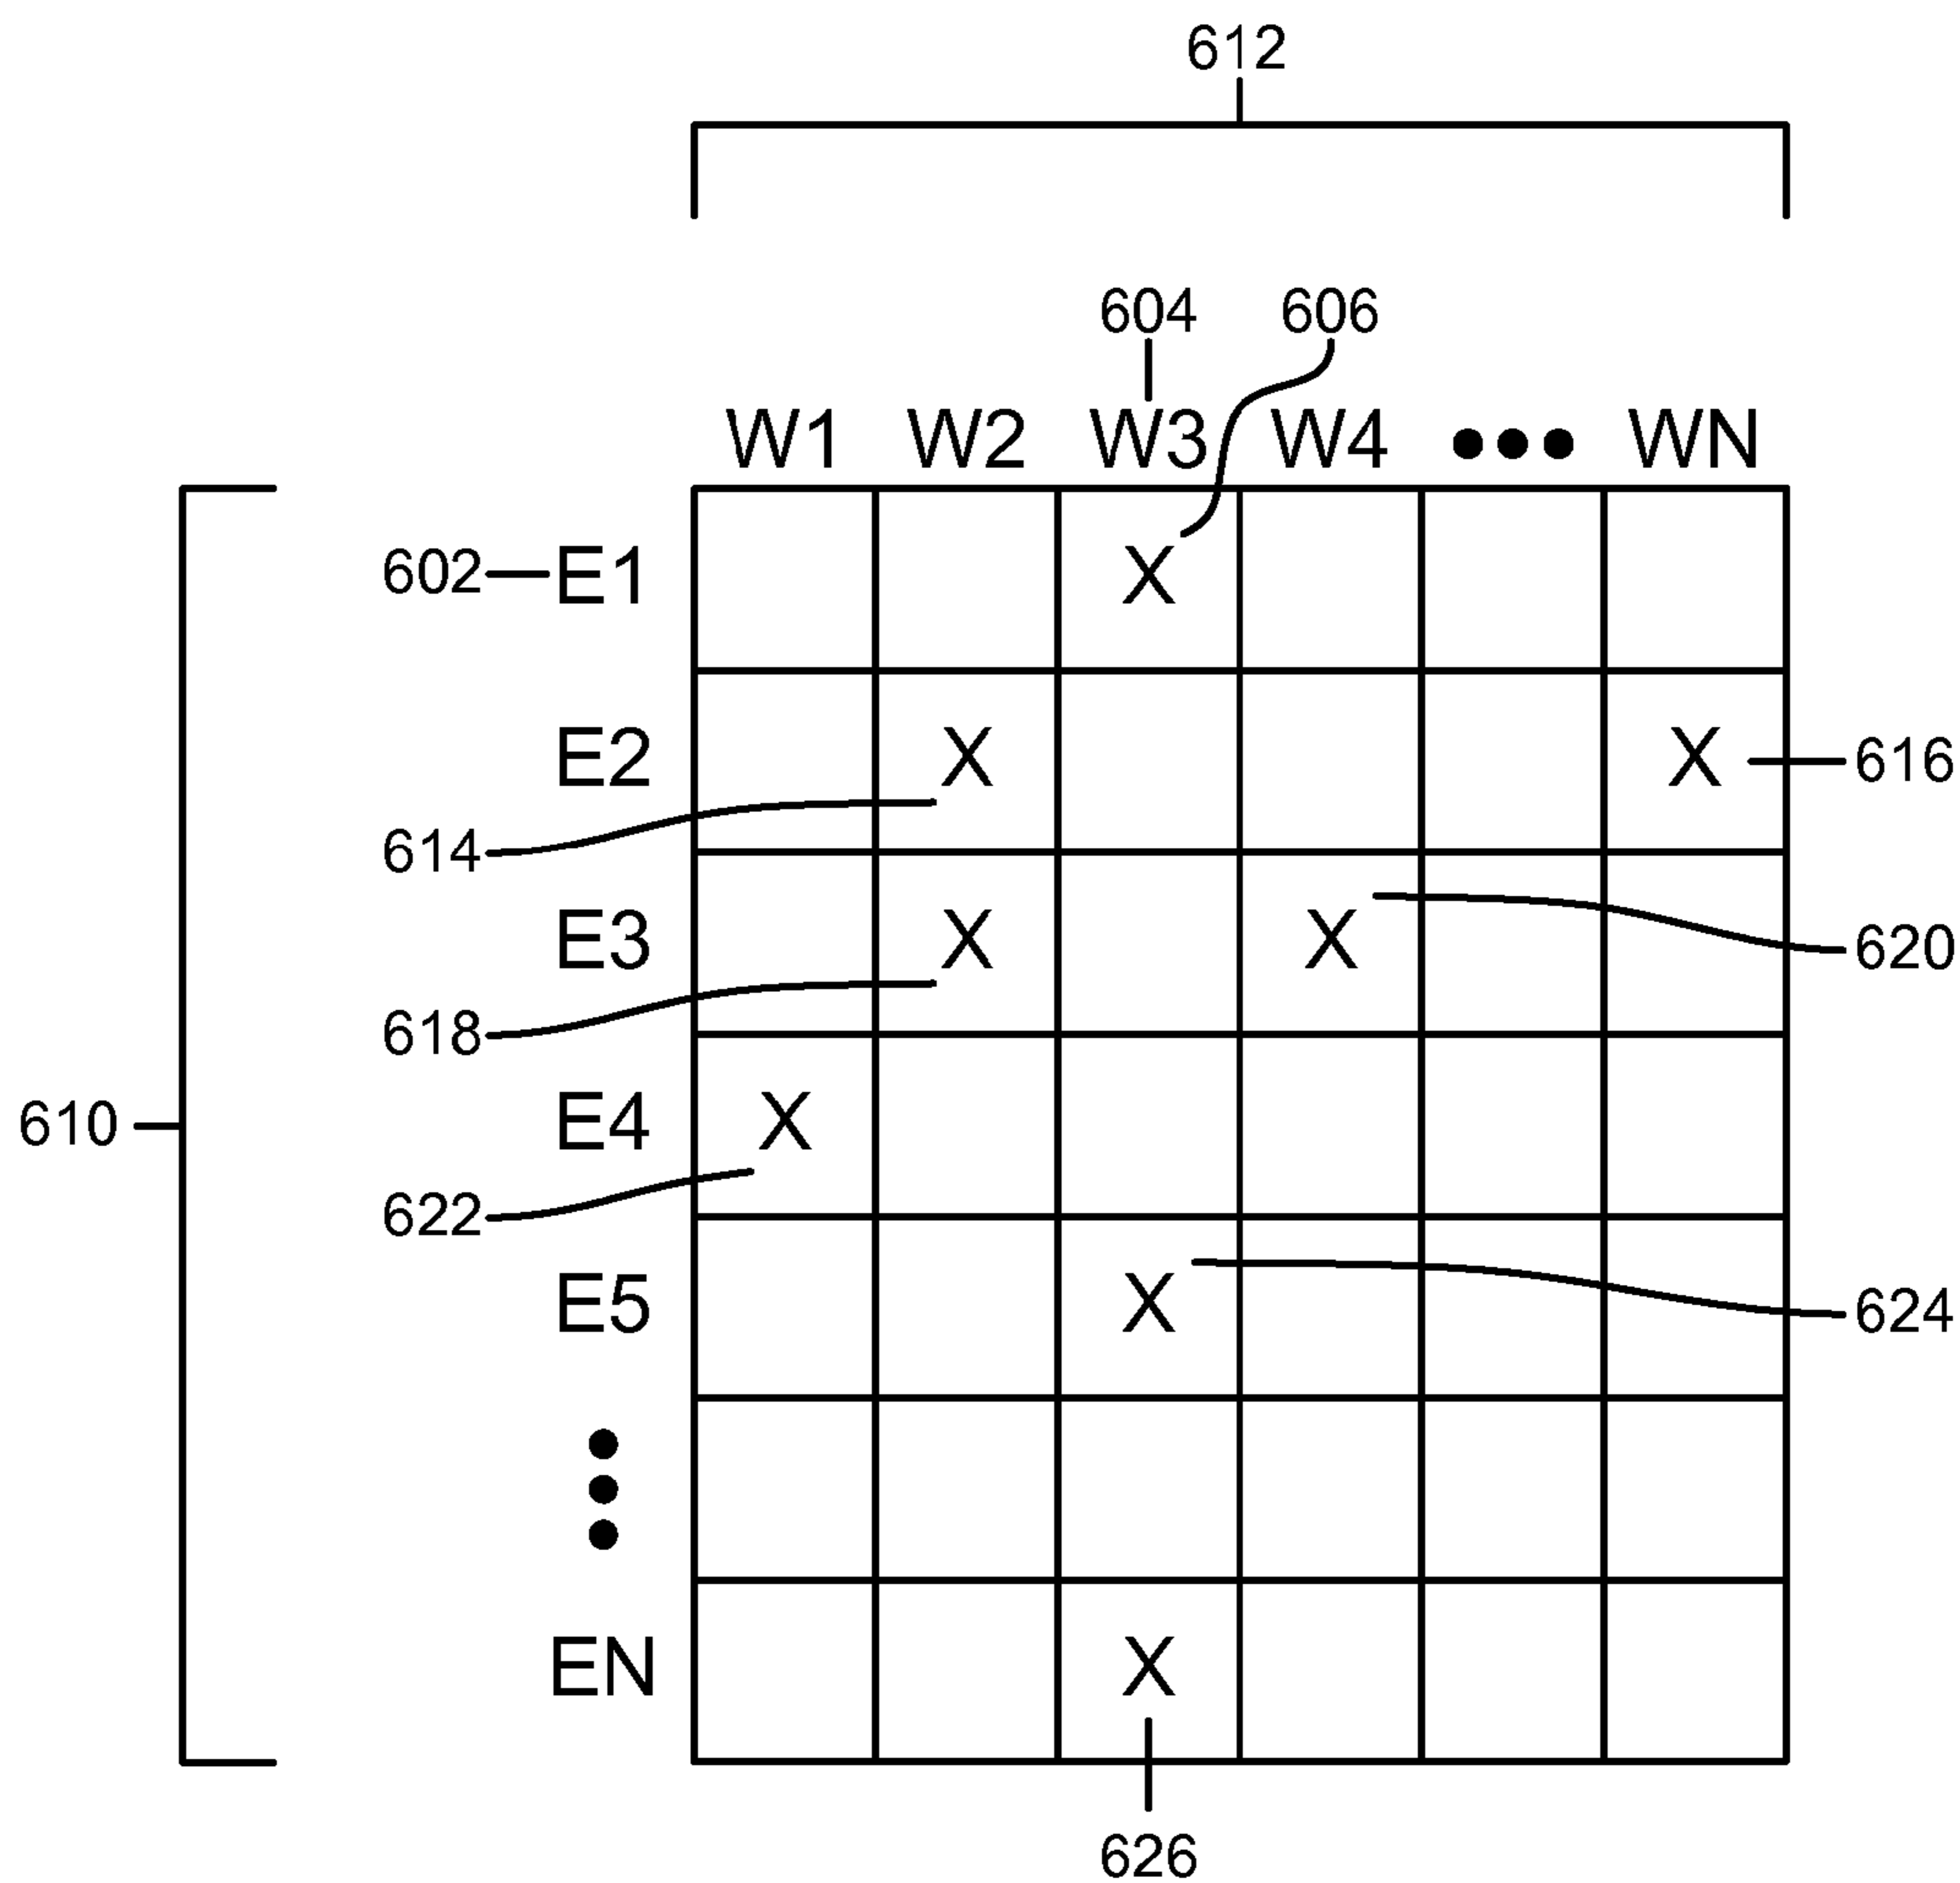 612
604 606
W1 W2 W3 W4 ●●● WN
602 E1 X
E2 X X 616
614
E3 X X 620
618
610 E4 X
622
E5 X 624
●
●
●
EN X
626